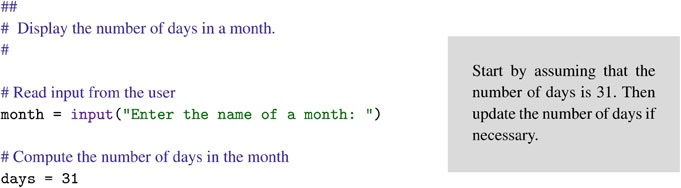 ##
# Display the number of days in a month.
#
# Read input from the user
month = input("Enter the name of a month: ")
# Compute the number of days in the month
days = 31
Start by assuming that the
number of days is 31. Then
update the number of days if
necessary.